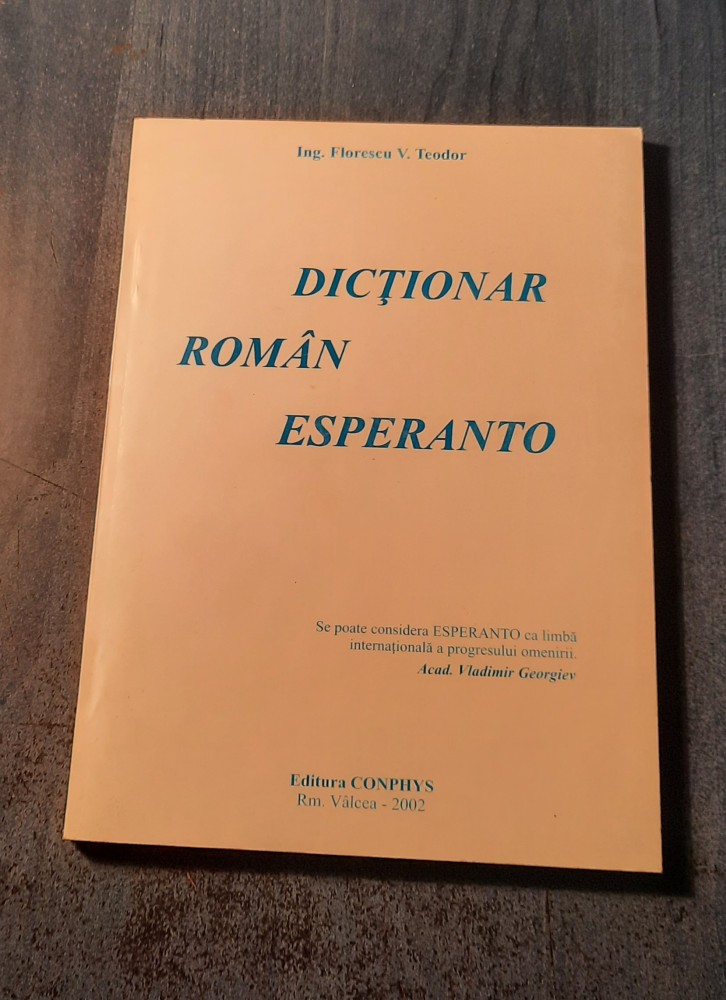 Ing. Florescu V. Teodor
DICŢIONAR
ROMÂN
ESPERANTO
Se poate considera ESPERANTO ca limbă
internaţională a progresului omenirii.
Acad. Vladimir Georgiev
Editura CONPHYS
Rm. Vâlcea - 2002